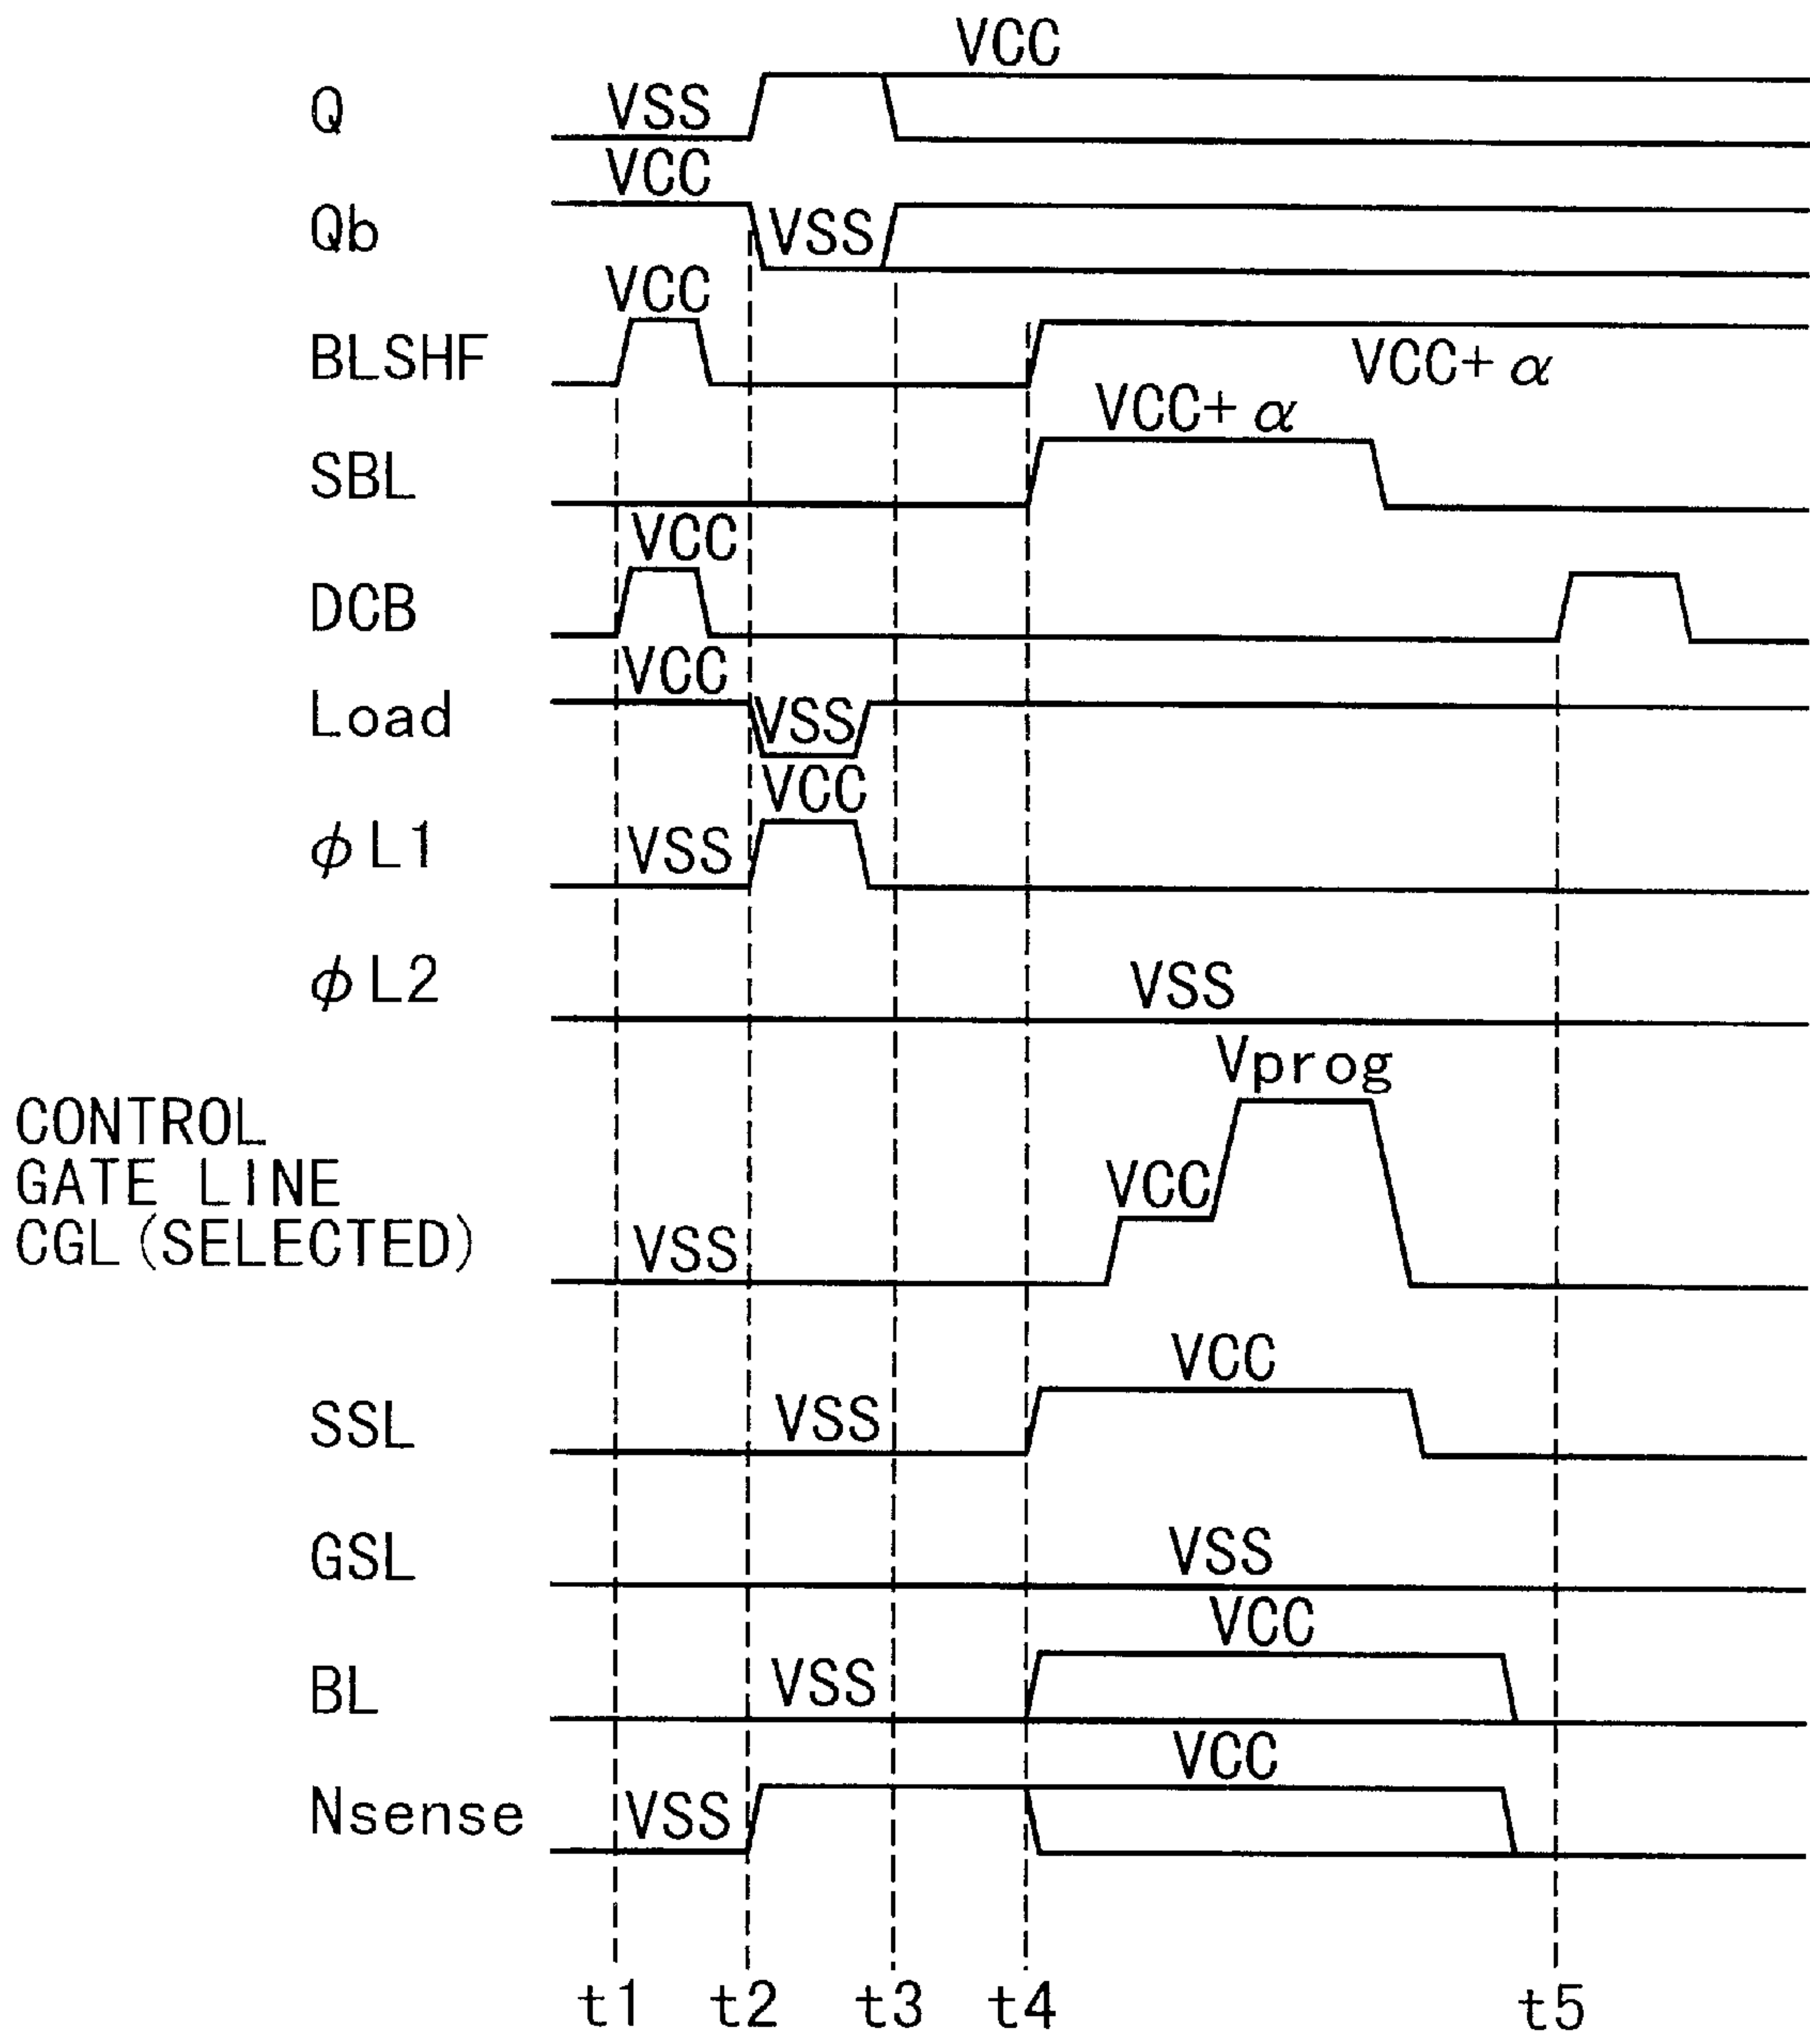 VCC
Q
VSS
VCC
Qb
VSS
VCC
BLSHF
VCC+ α
VCC+ α
SBL
VCC
DCB
VCC
Load
VSS
VCC
φL1
VSS
φL2
VSS
Vprog
CONTROL
GATE LINE
CGL(SELECTED)
VCC
VSS
VCC
SSL
VSS
GSL
VSS
VCC
BL
VSS
VCC
Nsense
VSS
t1 t2 t3 t4 t5